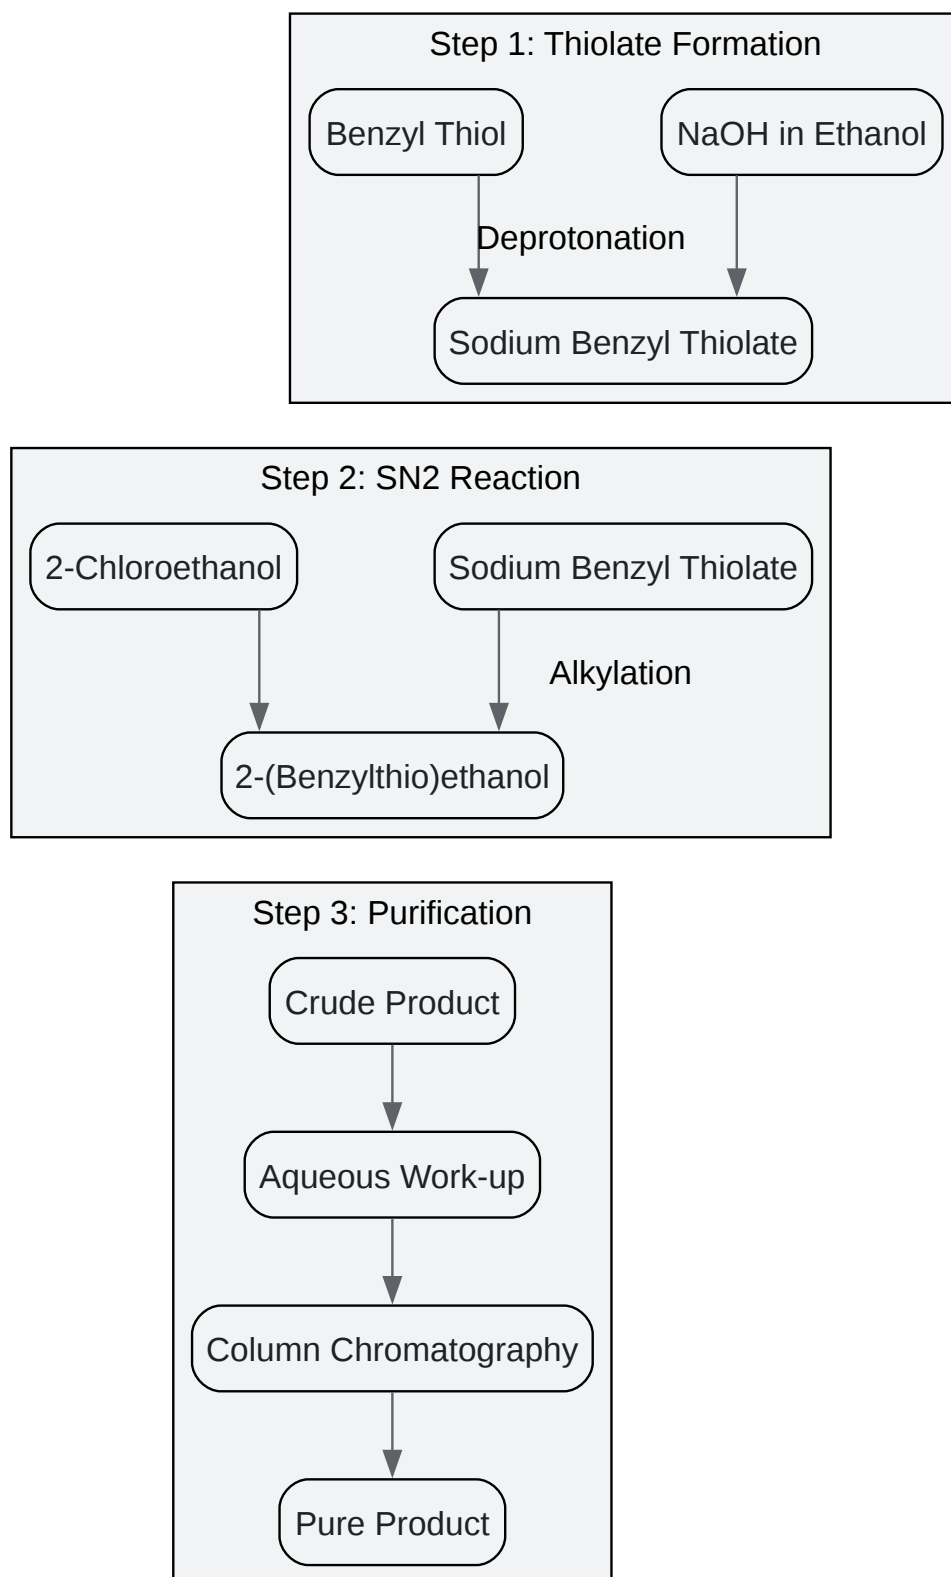 Step 1: Thiolate Formation
Benzyl Thiol
NaOH in Ethanol
Deprotonation
Sodium Benzyl Thiolate
Step 2: SN2 Reaction
2-Chloroethanol
Sodium Benzyl Thiolate
Alkylation
2-(Benzylthio)ethanol
Step 3: Purification
Crude Product
Aqueous Work-up
Column Chromatography
Pure Product